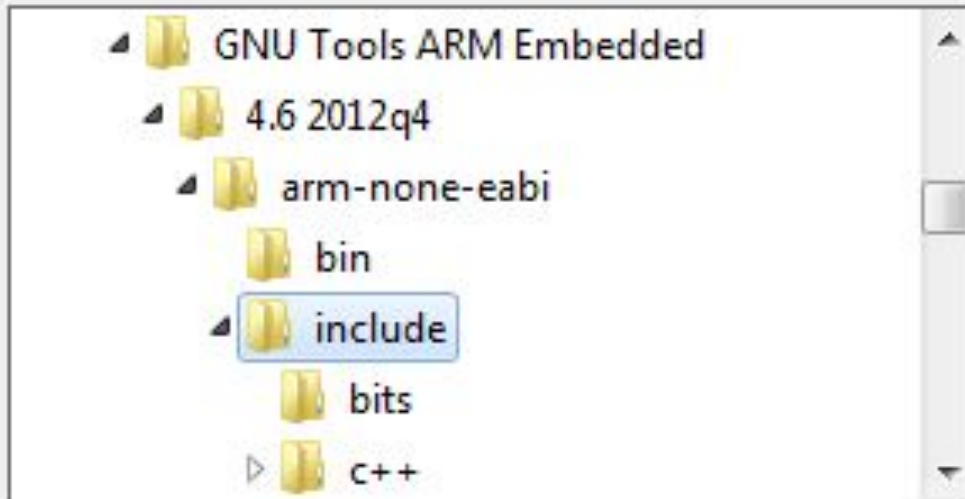 GNU Tools ARM Embedded
4.6 2012q4
arm-none-eabi
bin
include
bits
c++